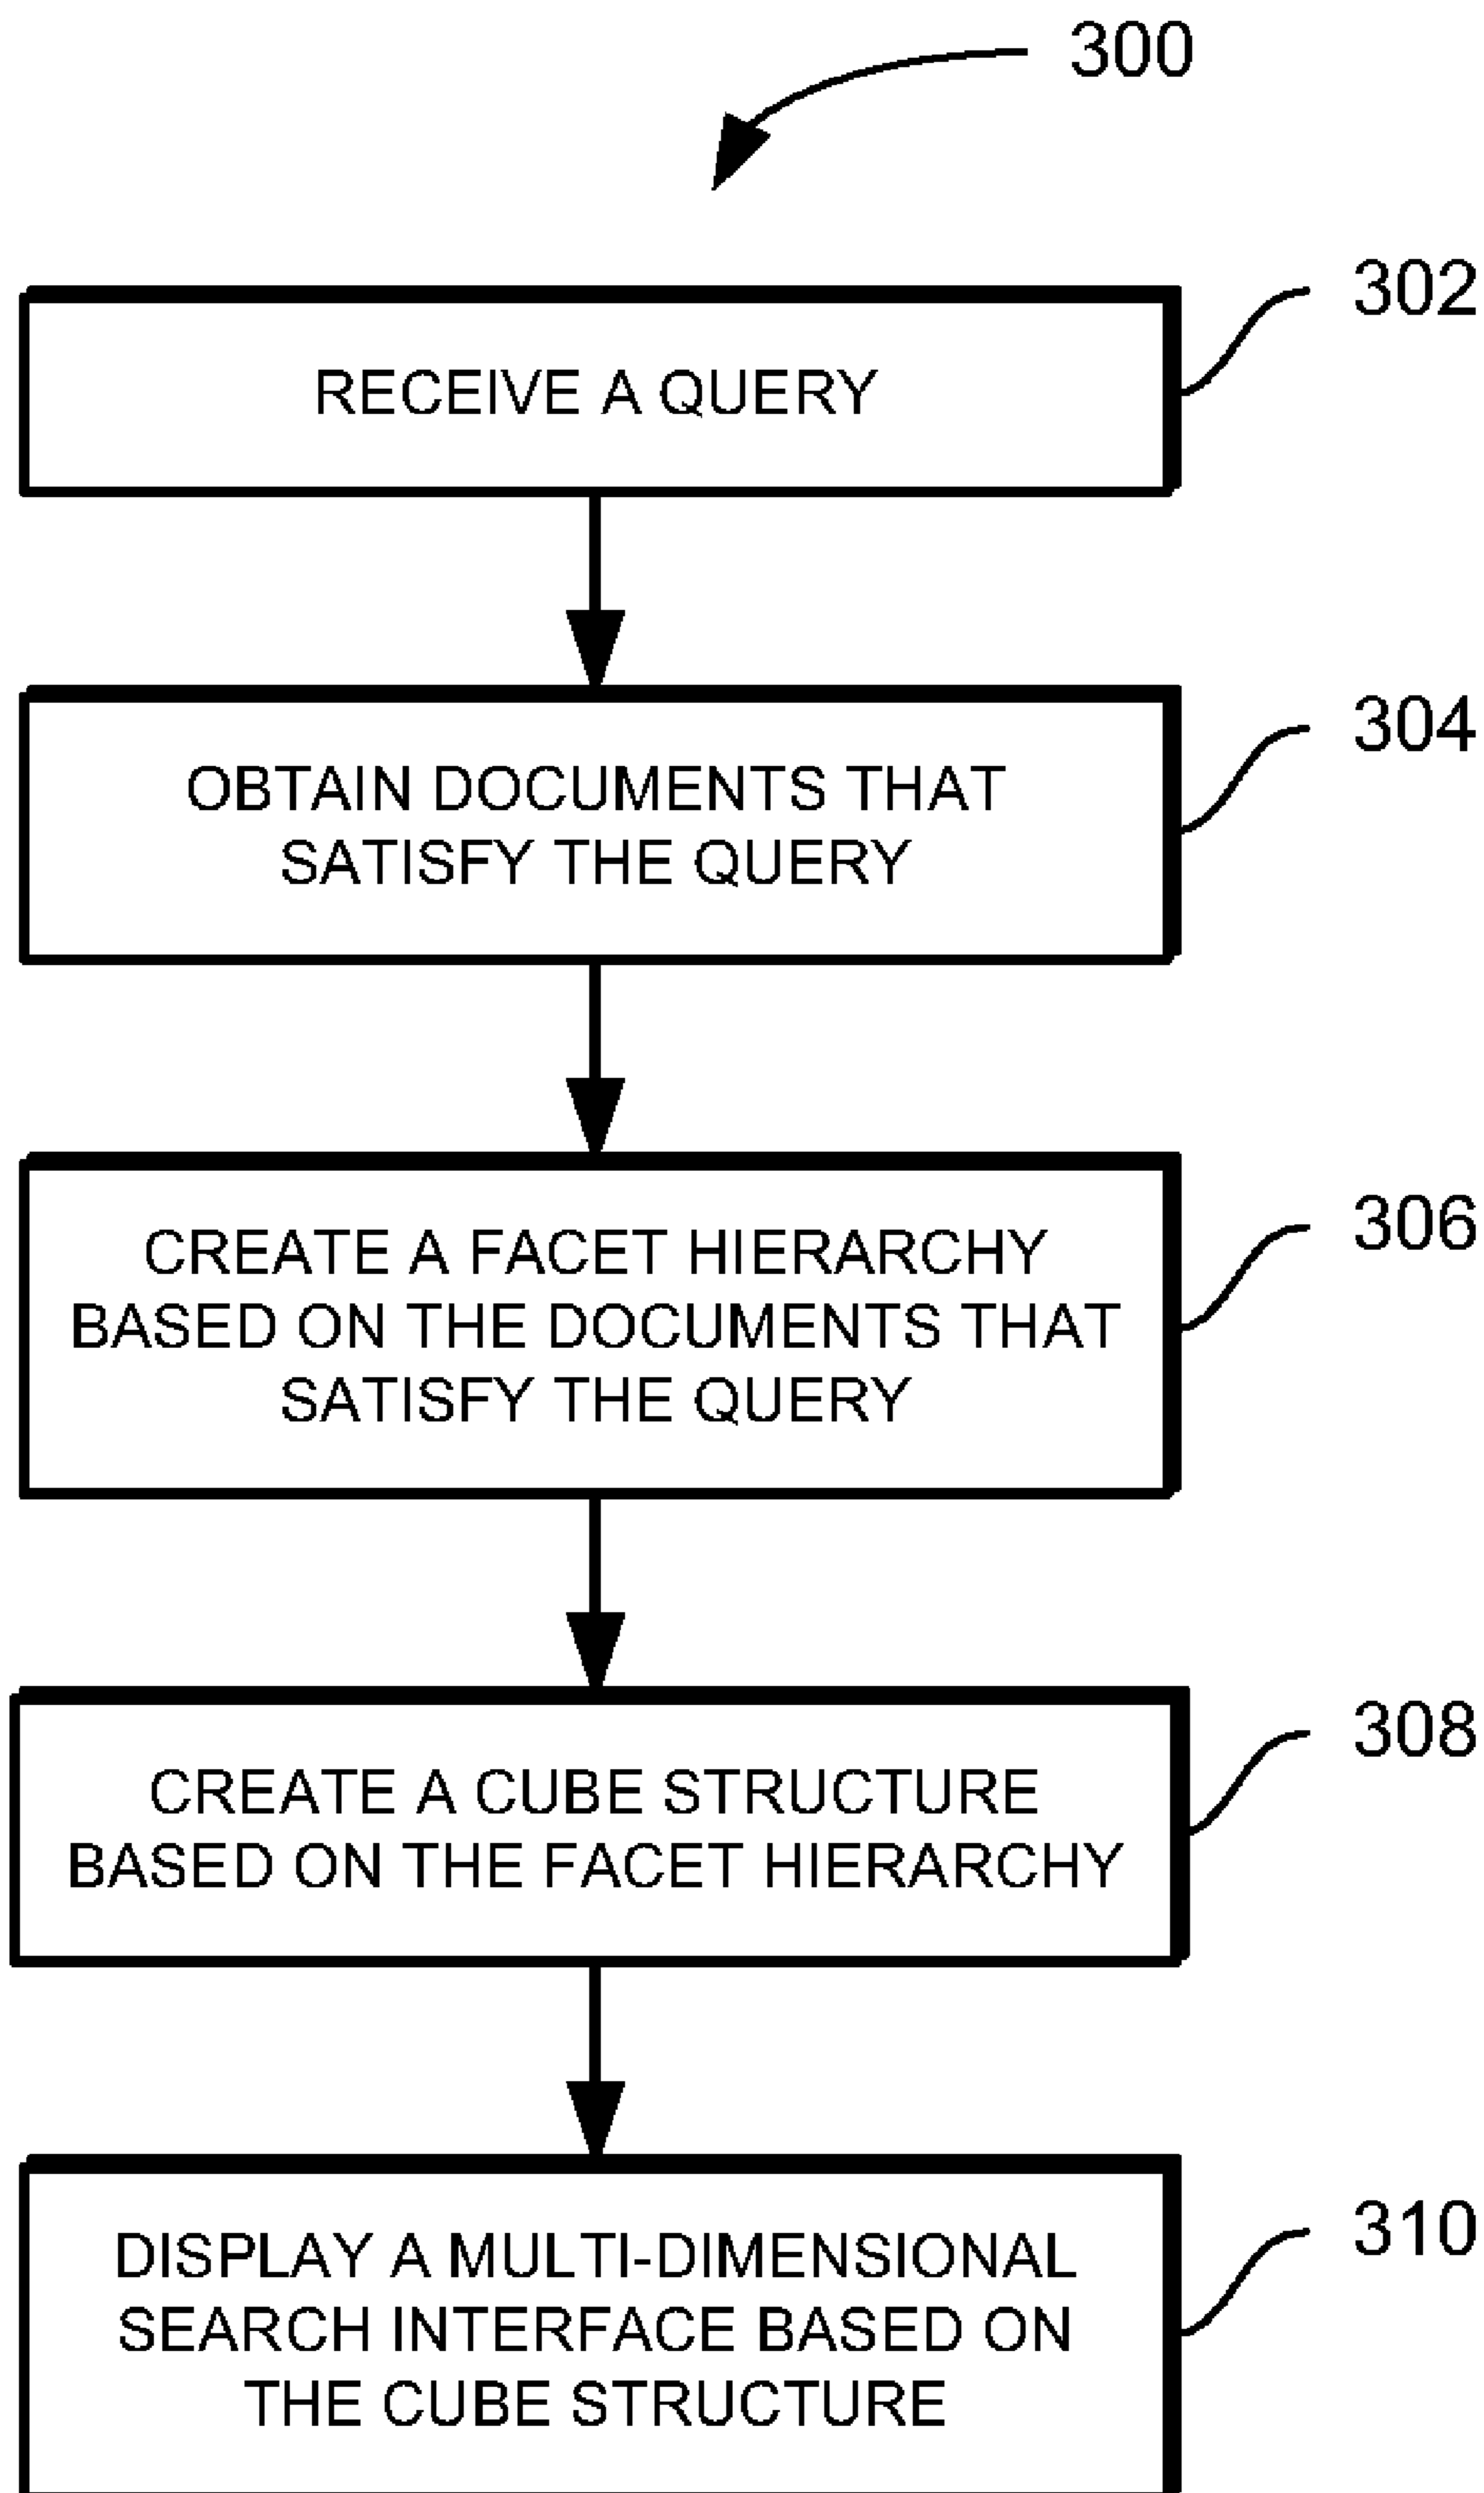 300
302
RECEIVE A QUERY
304
OBTAIN DOCUMENTS THAT
SATISFY THE QUERY
306
CREATE A FACET HIERARCHY
BASED ON THE DOCUMENTS THAT
SATISFY THE QUERY
308
CREATE A CUBE STRUCTURE
BASED ON THE FACET HIERARCHY
310
DISPLAY A MULTI-DIMENSIONAL
SEARCH INTERFACE BASED ON
THE CUBE STRUCTURE